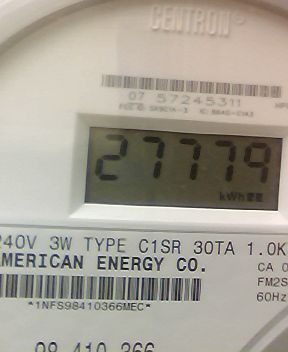 CENTRON®
07 57245311
27779
kWh
240V 3W TYPE C1SR 30TA 1.0K
AMERICAN ENERGY CO.
CA 0
FM2S
60Hz
*1NFS98410366MEC*
98 410 366